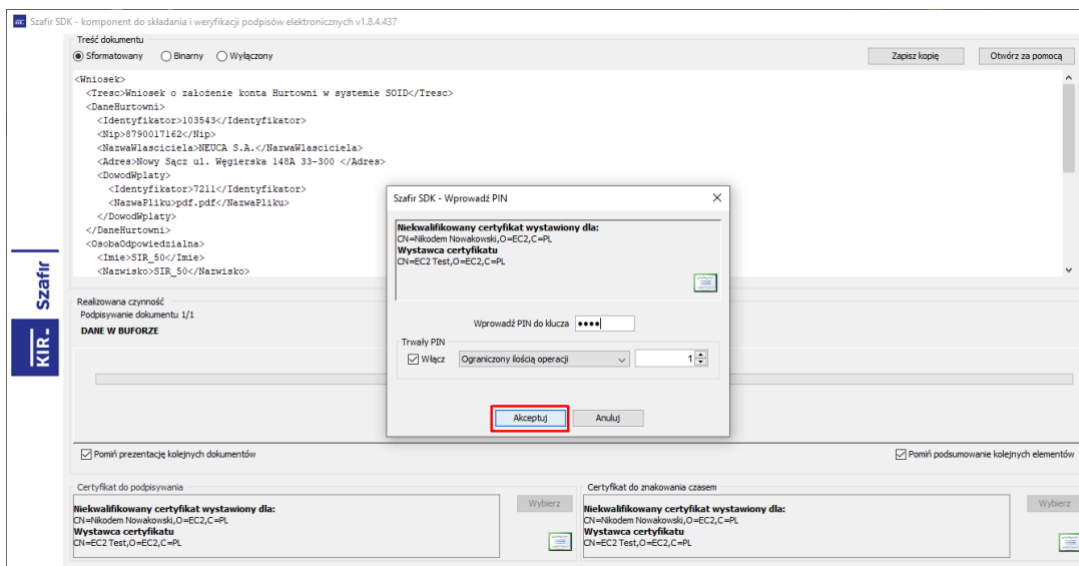 Szafir SDK - komponent do składania i weryfikacji podpisów elektronicznych v1.8.4.437
Treść dokumentu
Sformatowany Binarny Wyłączony Zapisz kopię Otwórz za pomocą
<Wniosek>
<Tresc>Wniosek o założenie konta Hurtowni w systemie SOID</Tresc>
<DaneHurtowni>
<Identyfikator>103543</Identyfikator>
<Nip>8790017162</Nip>
<NazwaWlasciciela>NEUCA S.A.</NazwaWlasciciela>
<Adres>Nowy Sącz ul. Węgierska 148A 33-300 </Adres>
<DowodWplaty>
<Identyfikator>7211</Identyfikator>
<NazwaPliku>pdf.pdf</NazwaPliku>
</DowodWplaty>
</DaneHurtowni>
<OsobaOdpowiedzialna>
<Imie>SIR_50</Imie>
<Nazwisko>SIR_50</Nazwisko>
Szafir SDK - Wprowadź PIN
Niekwalifikowany certyfikat wystawiony dla:
CN=Nikodem Nowakowski,O=EC2,C=PL
Wystawca certyfikatu
CN=EC2 Test,O=EC2,C=PL
Wprowadź PIN do klucza ••••
Trwały PIN
Włącz Ograniczony ilością operacji 1
Akceptuj Anuluj
KIR. Szafir
Realizowana czynność
Podpisywanie dokumentu 1/1
DANE W BUFORZE
Pomiń prezentację kolejnych dokumentów Pomiń podsumowanie kolejnych elementów
Certyfikat do podpisywania
Niekwalifikowany certyfikat wystawiony dla:
CN=Nikodem Nowakowski,O=EC2,C=PL
Wystawca certyfikatu
CN=EC2 Test,O=EC2,C=PL
Wybierz
Certyfikat do znakowania czasem
Niekwalifikowany certyfikat wystawiony dla:
CN=Nikodem Nowakowski,O=EC2,C=PL
Wystawca certyfikatu
CN=EC2 Test,O=EC2,C=PL
Wybierz